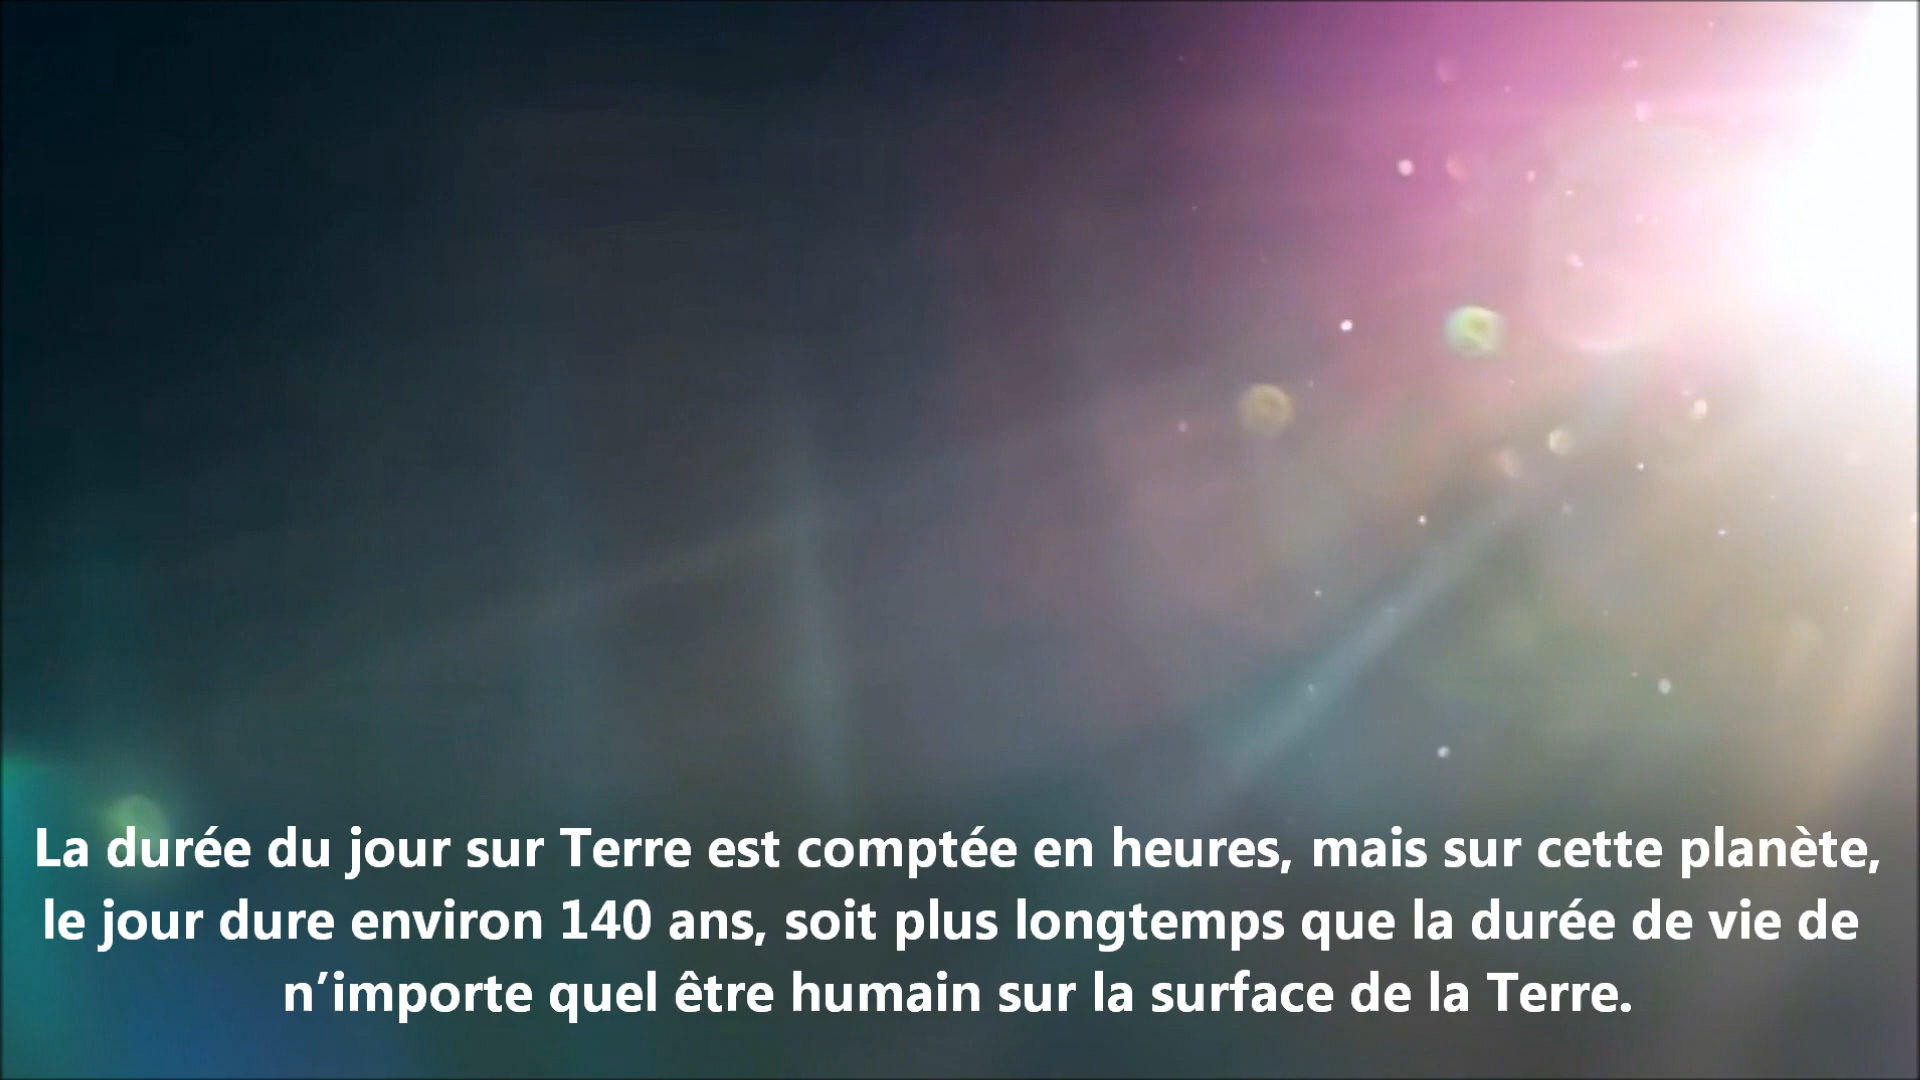 La durée du jour sur Terre est comptée en heures, mais sur cette planète,
le jour dure environ 140 ans, soit plus longtemps que la durée de vie de
n’importe quel être humain sur la surface de la Terre.